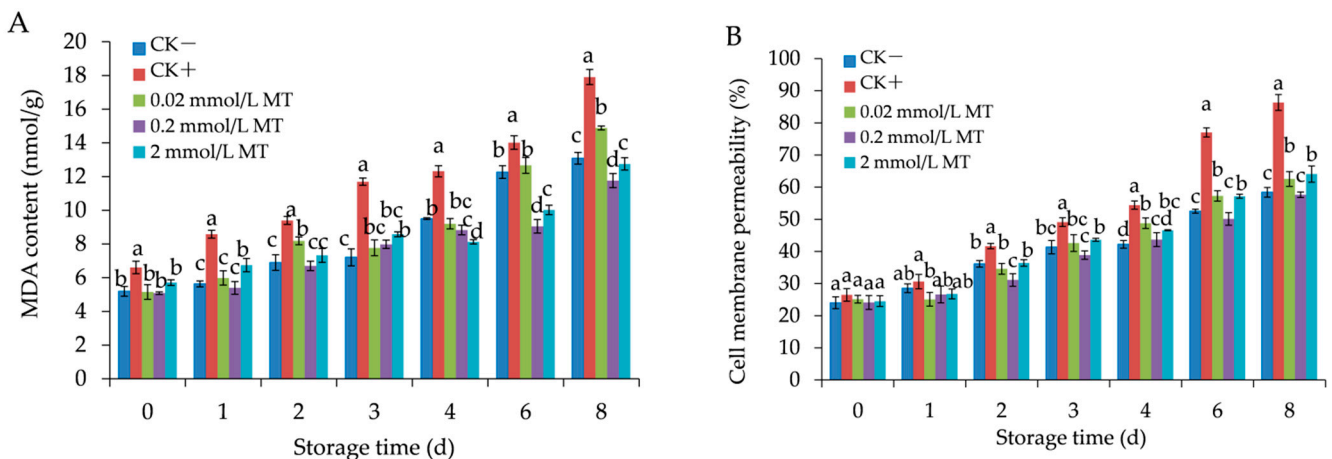 A
MDA content (nmol/g)
20
18
16
14
12
10
8
6
4
2
0
CK−
CK+
0.02 mmol/L MT
0.2 mmol/L MT
2 mmol/L MT
b a b b b
c a c c b
c a b c c
c a bc bc b
b a bc c d
b a b d c
c a b d c
0 1 2 3 4 6 8
Storage time (d)
B
Cell membrane permeability (%)
100
90
80
70
60
50
40
30
20
10
0
CK−
CK+
0.02 mmol/L MT
0.2 mmol/L MT
2 mmol/L MT
a a a a a
ab a b ab ab
b a b c b
bc a bc c b
d a b cd bc
c a b c b
c a b c b
0 1 2 3 4 6 8
Storage time (d)